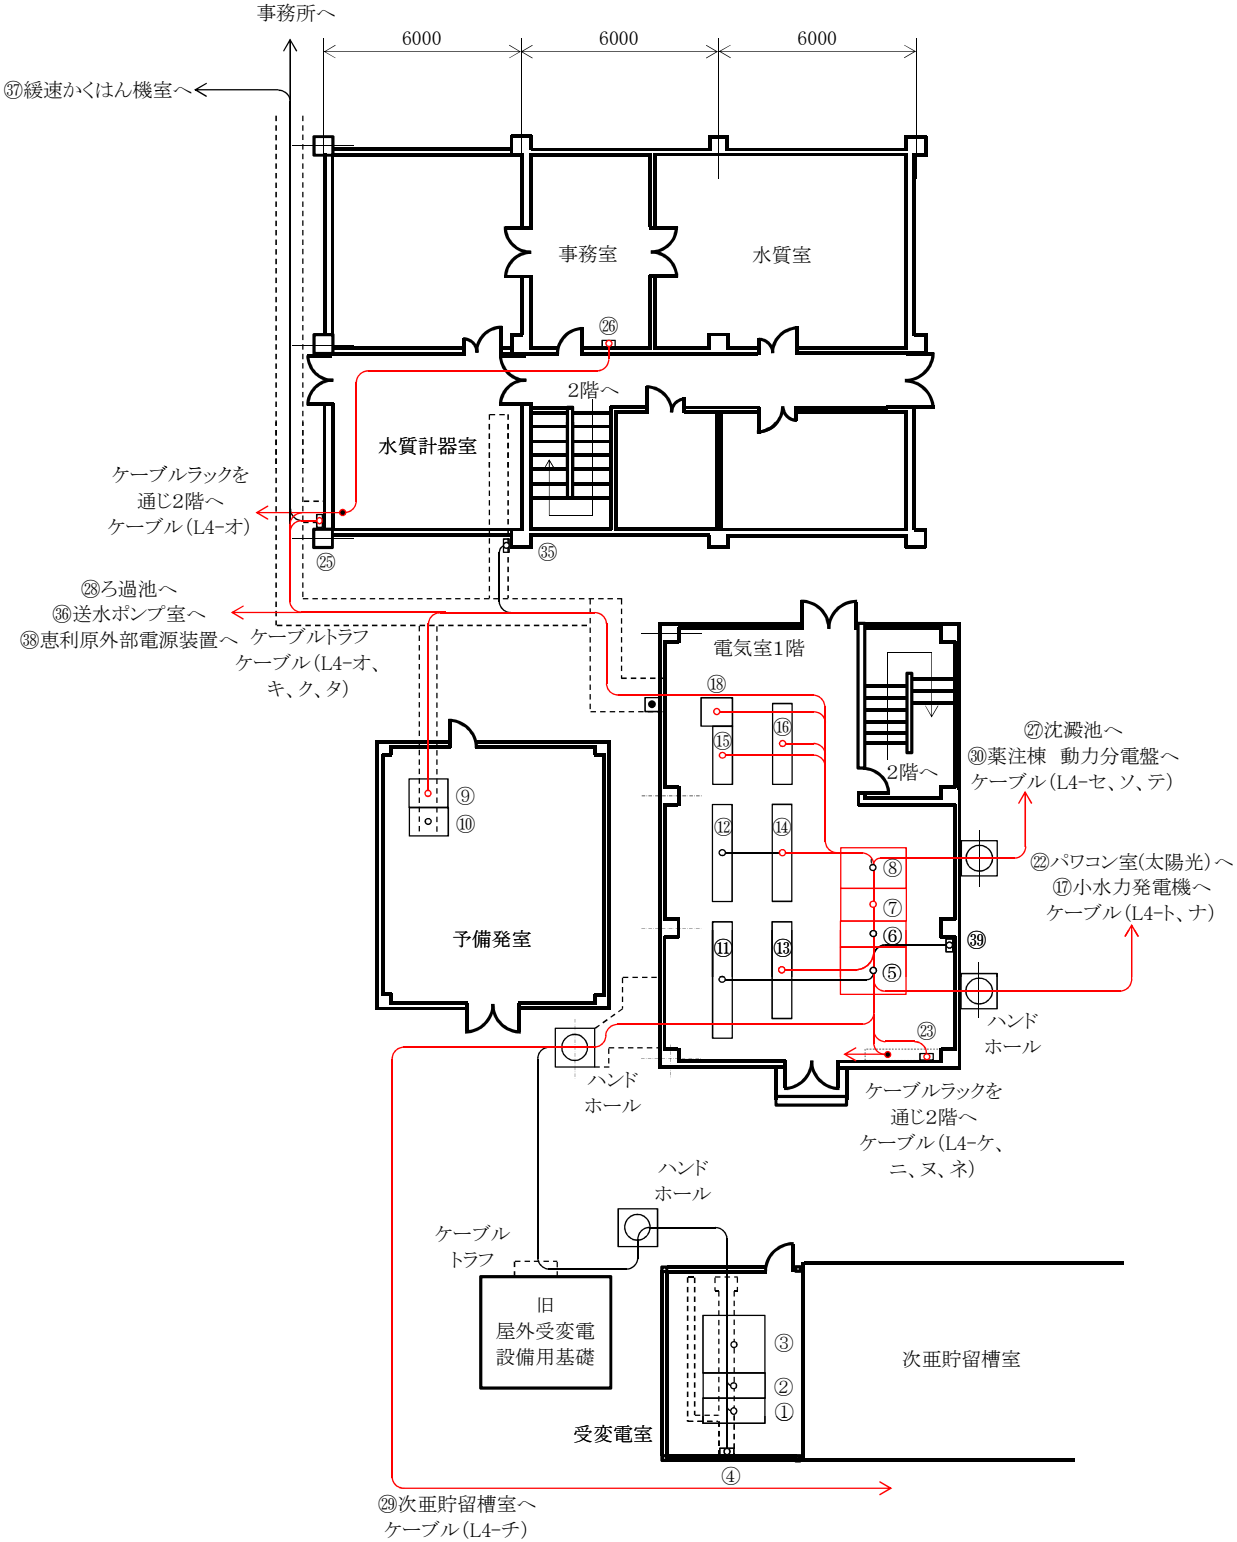 事務所へ
6000
6000
6000
㊲緩速かくはん機室へ
事務室
水質室
㉖
2階へ
水質計器室
ケーブルラックを
通じ2階へ
ケーブル(L4-オ)
㉕
㉟
㉘ろ過池へ
㊱送水ポンプ室へ
㊳恵利原外部電源装置へ
ケーブルトラフ
ケーブル(L4-オ、
キ、ク、タ)
電気室1階
⑱
⑯
⑮
2階へ
㉗沈澱池へ
㉚薬注棟 動力分電盤へ
ケーブル(L4-セ、ソ、テ)
⑨
⑩
⑫
⑭
⑧
㉒パワコン室(太陽光)へ
⑰小水力発電機へ
ケーブル(L4-ト、ナ)
⑦
予備発室
⑪
⑬
⑥
㊴
⑤
ハンド
ホール
㉓
ハンド
ホール
ケーブルラックを
通じ2階へ
ケーブル(L4-ケ、
ニ、ヌ、ネ)
ハンド
ホール
ケーブル
トラフ
旧
屋外受変電
設備用基礎
③
②
①
次亜貯留槽室
受変電室
④
㉙次亜貯留槽室へ
ケーブル(L4-チ)